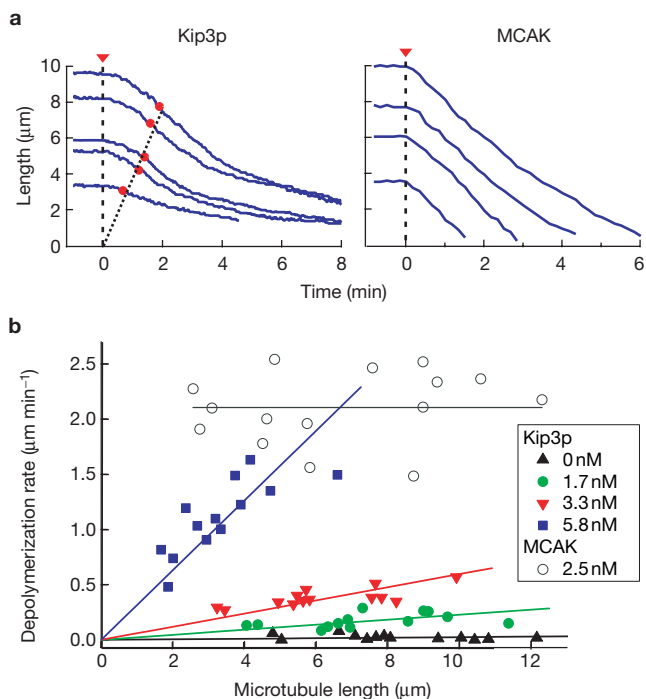 a
Kip3p
MCAK
10
8
6
4
2
0
Length (μm)
0 2 4 6 8
0 2 4 6
Time (min)
b
2.5
2.0
1.5
1.0
0.5
0.0
Depolymerization rate (μm min⁻¹)
Kip3p
0 nM
1.7 nM
3.3 nM
5.8 nM
MCAK
2.5 nM
0 2 4 6 8 10 12
Microtubule length (μm)